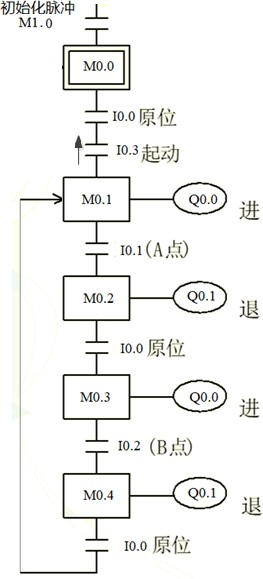 初始化脉冲
M1.0
M0.0
I0.0 原位
I0.3 起动
M0.1 Q0.0 进
I0.1(A点)
M0.2 Q0.1 退
I0.0 原位
M0.3 Q0.0 进
I0.2 (B点)
M0.4 Q0.1 退
I0.0 原位